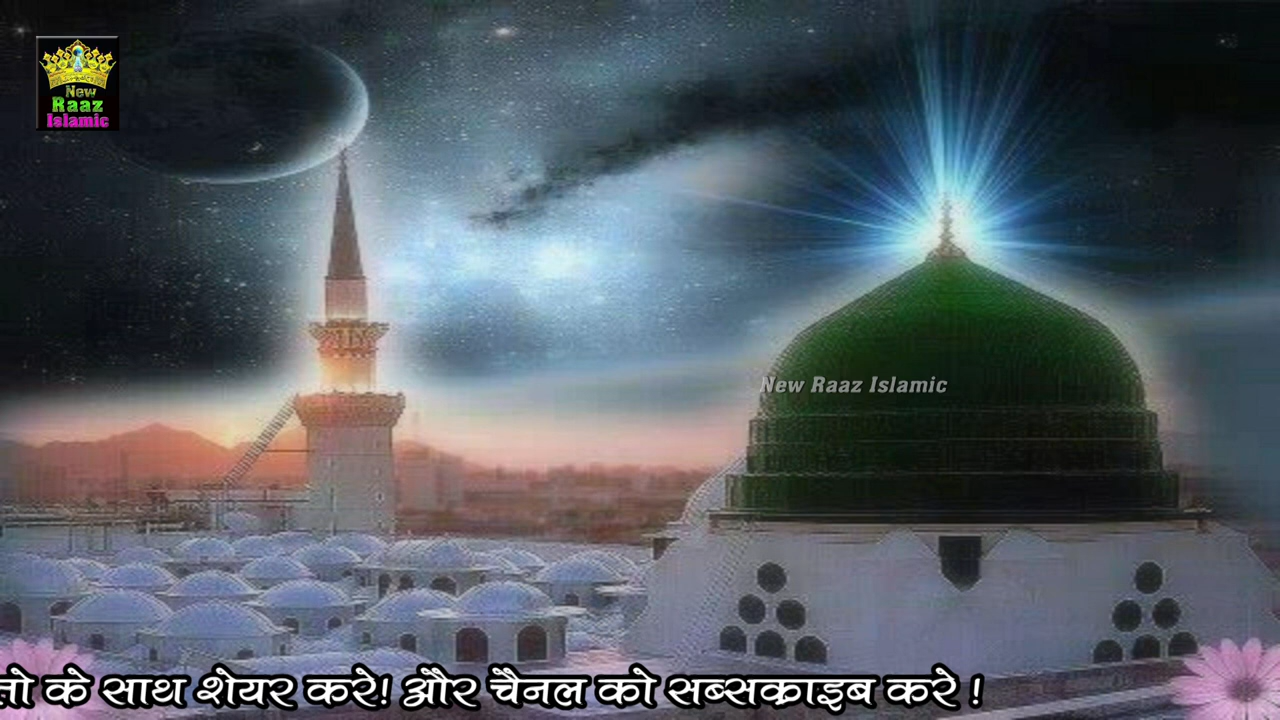 New
Raaz
Islamic
New Raaz Islamic
तो के साथ शेयर करे! और चैनल को सब्सक्राइब करे !